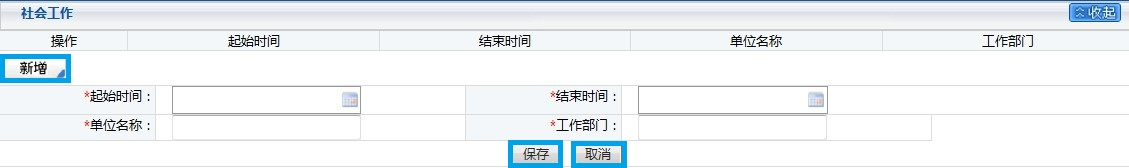 社会工作 收起
操作 起始时间 结束时间 单位名称 工作部门
新增
*起始时间： *结束时间：
*单位名称： *工作部门：
保存 取消